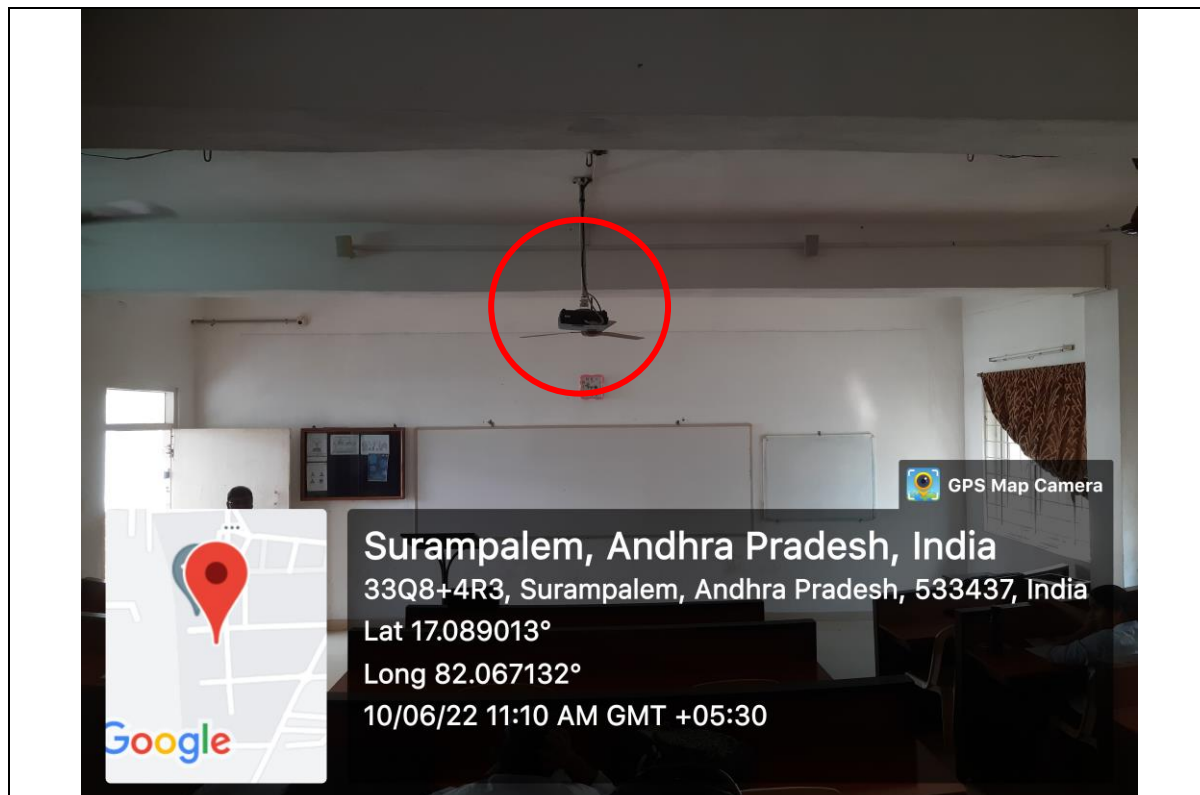 GPS Map Camera
Surampalem, Andhra Pradesh, India
33Q8+4R3, Surampalem, Andhra Pradesh, 533437, India
Lat 17.089013°
Long 82.067132°
10/06/22 11:10 AM GMT +05:30
Google